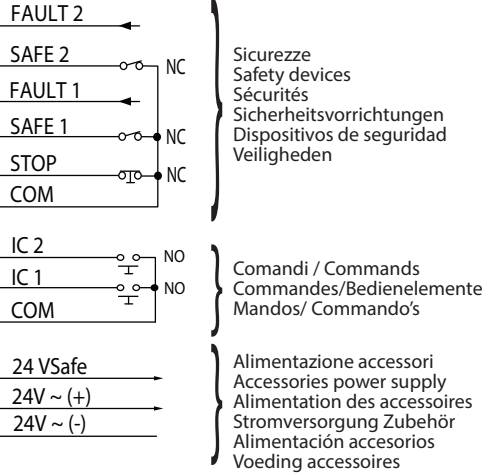 FAULT 2
SAFE 2
NC
FAULT 1
SAFE 1
NC
STOP
NC
COM
Sicurezze
Safety devices
Sécurités
Sicherheitsvorrichtungen
Dispositivos de seguridad
Veiligheden
IC 2
NO
IC 1
NO
COM
Comandi / Commands
Commandes/Bedienelemente
Mandos/ Commando's
24 VSafe
24V ~ (+)
24V ~ (-)
Alimentazione accessori
Accessories power supply
Alimentation des accessoires
Stromversorgung Zubehör
Alimentación accesorios
Voeding accessoires